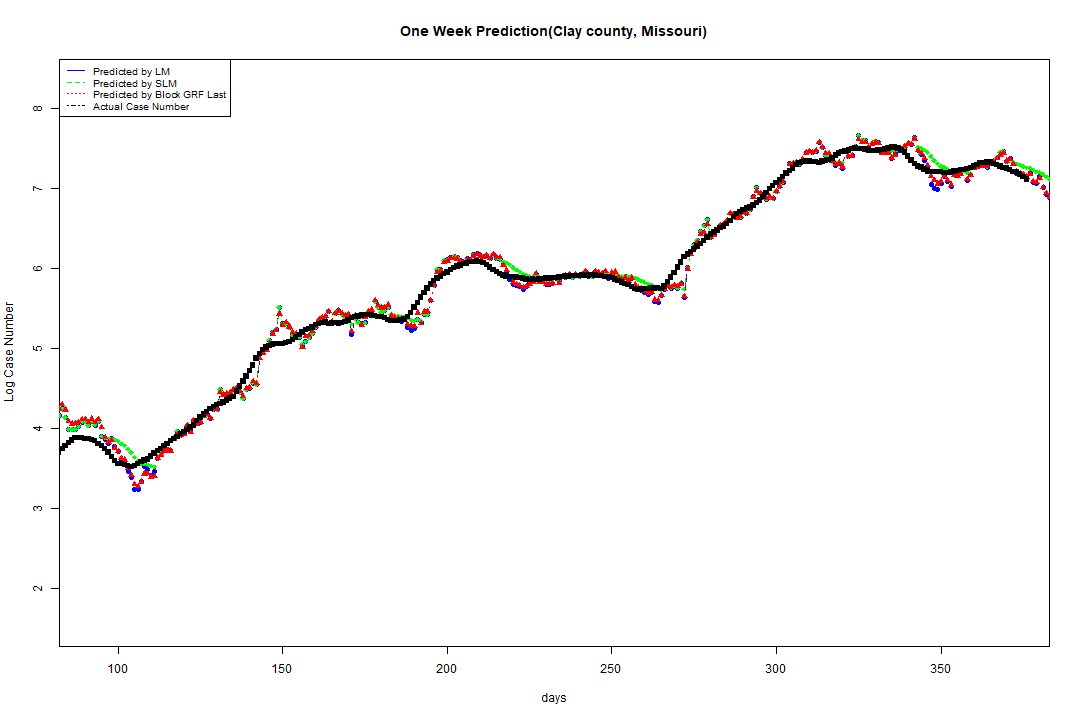 One Week Prediction(Clay county, Missouri)
Predicted by LM
Predicted by SLM
Predicted by Block GRF Last
Actual Case Number
8
7
6
5
4
3
2
Log Case Number
100 150 200 250 300 350
days